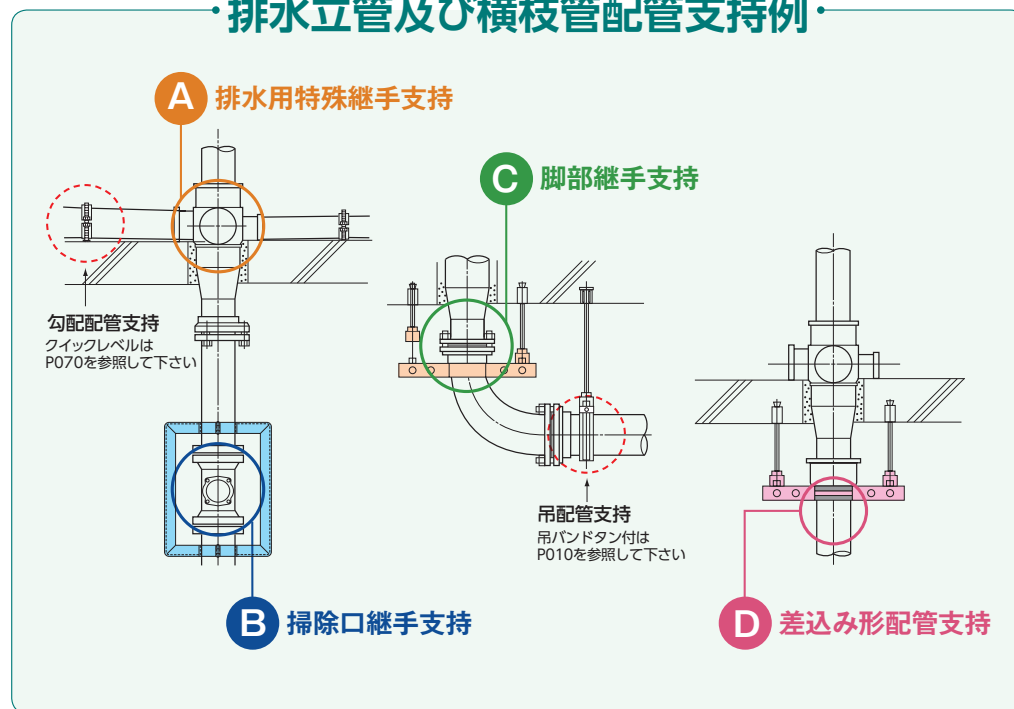 排水立管及び横枝管配管支持例
A 排水用特殊継手支持
C 脚部継手支持
勾配配管支持
クイックレベルは
P070を参照して下さい
吊配管支持
吊バンドタン付は
P010を参照して下さい
B 掃除口継手支持
D 差込み形配管支持